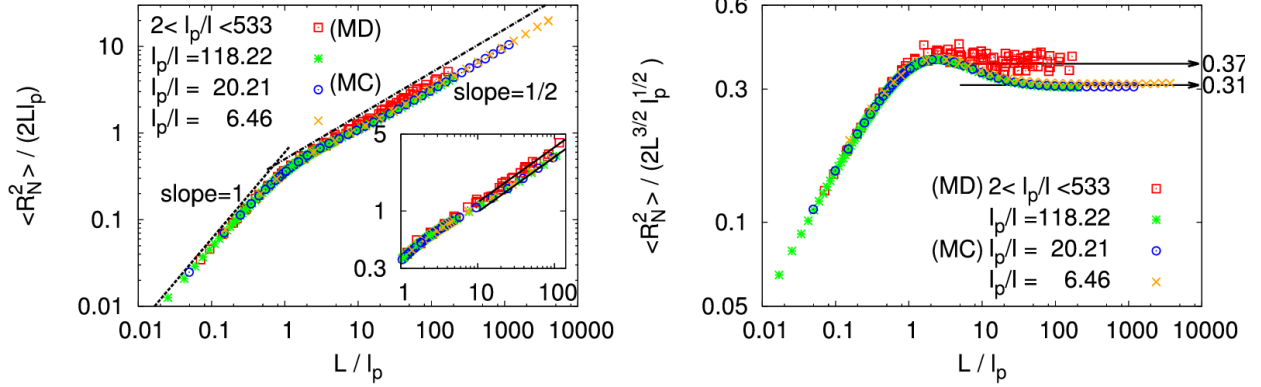 <R_N^2> / (2Ll_p)
10
1
0.1
0.01
2< l_p/l <533 (MD)
l_p/l =118.22
l_p/l = 20.21 (MC)
l_p/l = 6.46
slope=1/2
slope=1
5
1
0.3
1 10 100
0.01 0.1 1 10 100 1000 10000
L / l_p
<R_N^2> / (2L^{3/2} l_p^{1/2})
0.3
0.1
0.05
0.37
0.31
(MD) 2< l_p/l <533
l_p/l =118.22
(MC) l_p/l = 20.21
l_p/l = 6.46
0.01 0.1 1 10 100 1000 10000
L / l_p